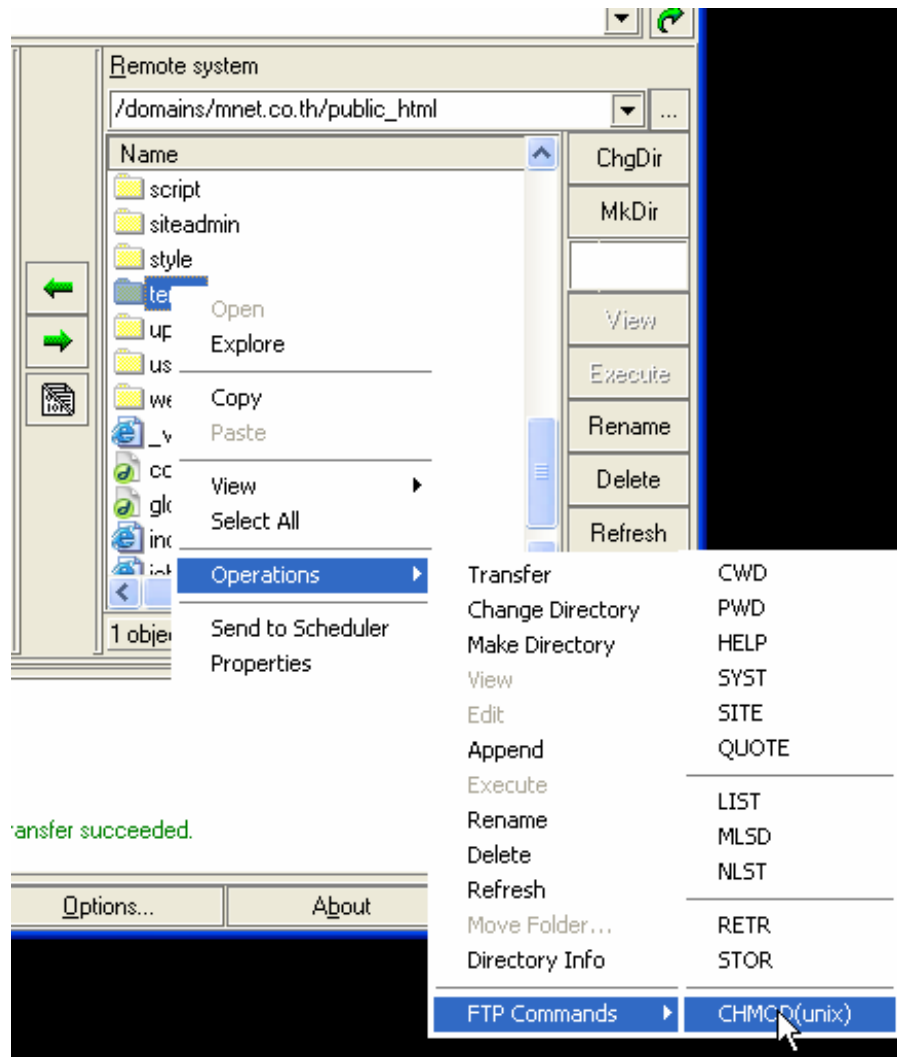 Remote system
/domains/mnet.co.th/public_html
...
Name
ChgDir
script
MkDir
siteadmin
style
Open
View
Explore
Execute
Copy
Rename
Paste
Delete
View
Select All
Refresh
Operations
Send to Scheduler
Properties
Transfer
Change Directory
Make Directory
View
Edit
Append
Execute
Rename
Delete
Refresh
Move Folder...
Directory Info
FTP Commands
CWD
PWD
HELP
SYST
SITE
QUOTE
LIST
MLSD
NLST
RETR
STOR
CHMOD(unix)
succeeded.
Options...
About